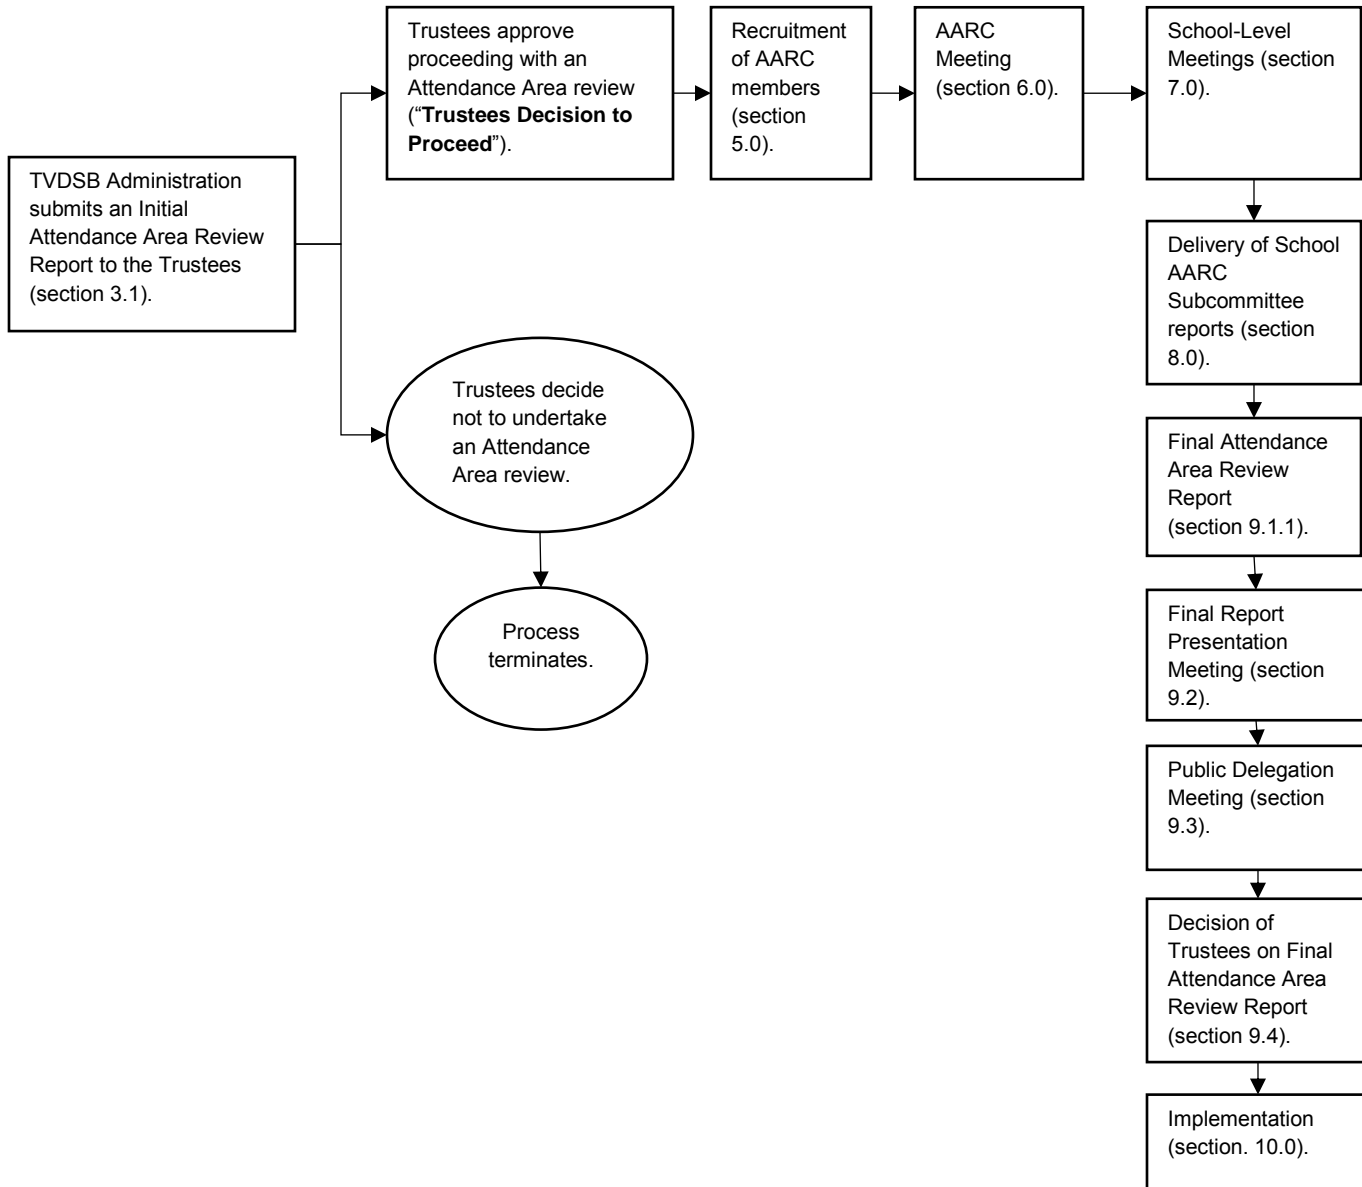 Trustees approve
proceeding with an
Attendance Area review
(“Trustees Decision to
Proceed”).
Recruitment
of AARC
members
(section
5.0).
AARC
Meeting
(section 6.0).
School-Level
Meetings (section
7.0).
TVDSB Administration
submits an Initial
Attendance Area Review
Report to the Trustees
(section 3.1).
Delivery of School
AARC
Subcommittee
reports (section
8.0).
Trustees decide
not to undertake
an Attendance
Area review.
Final Attendance
Area Review
Report
(section 9.1.1).
Process
terminates.
Final Report
Presentation
Meeting (section
9.2).
Public Delegation
Meeting (section
9.3).
Decision of
Trustees on Final
Attendance Area
Review Report
(section 9.4).
Implementation
(section. 10.0).